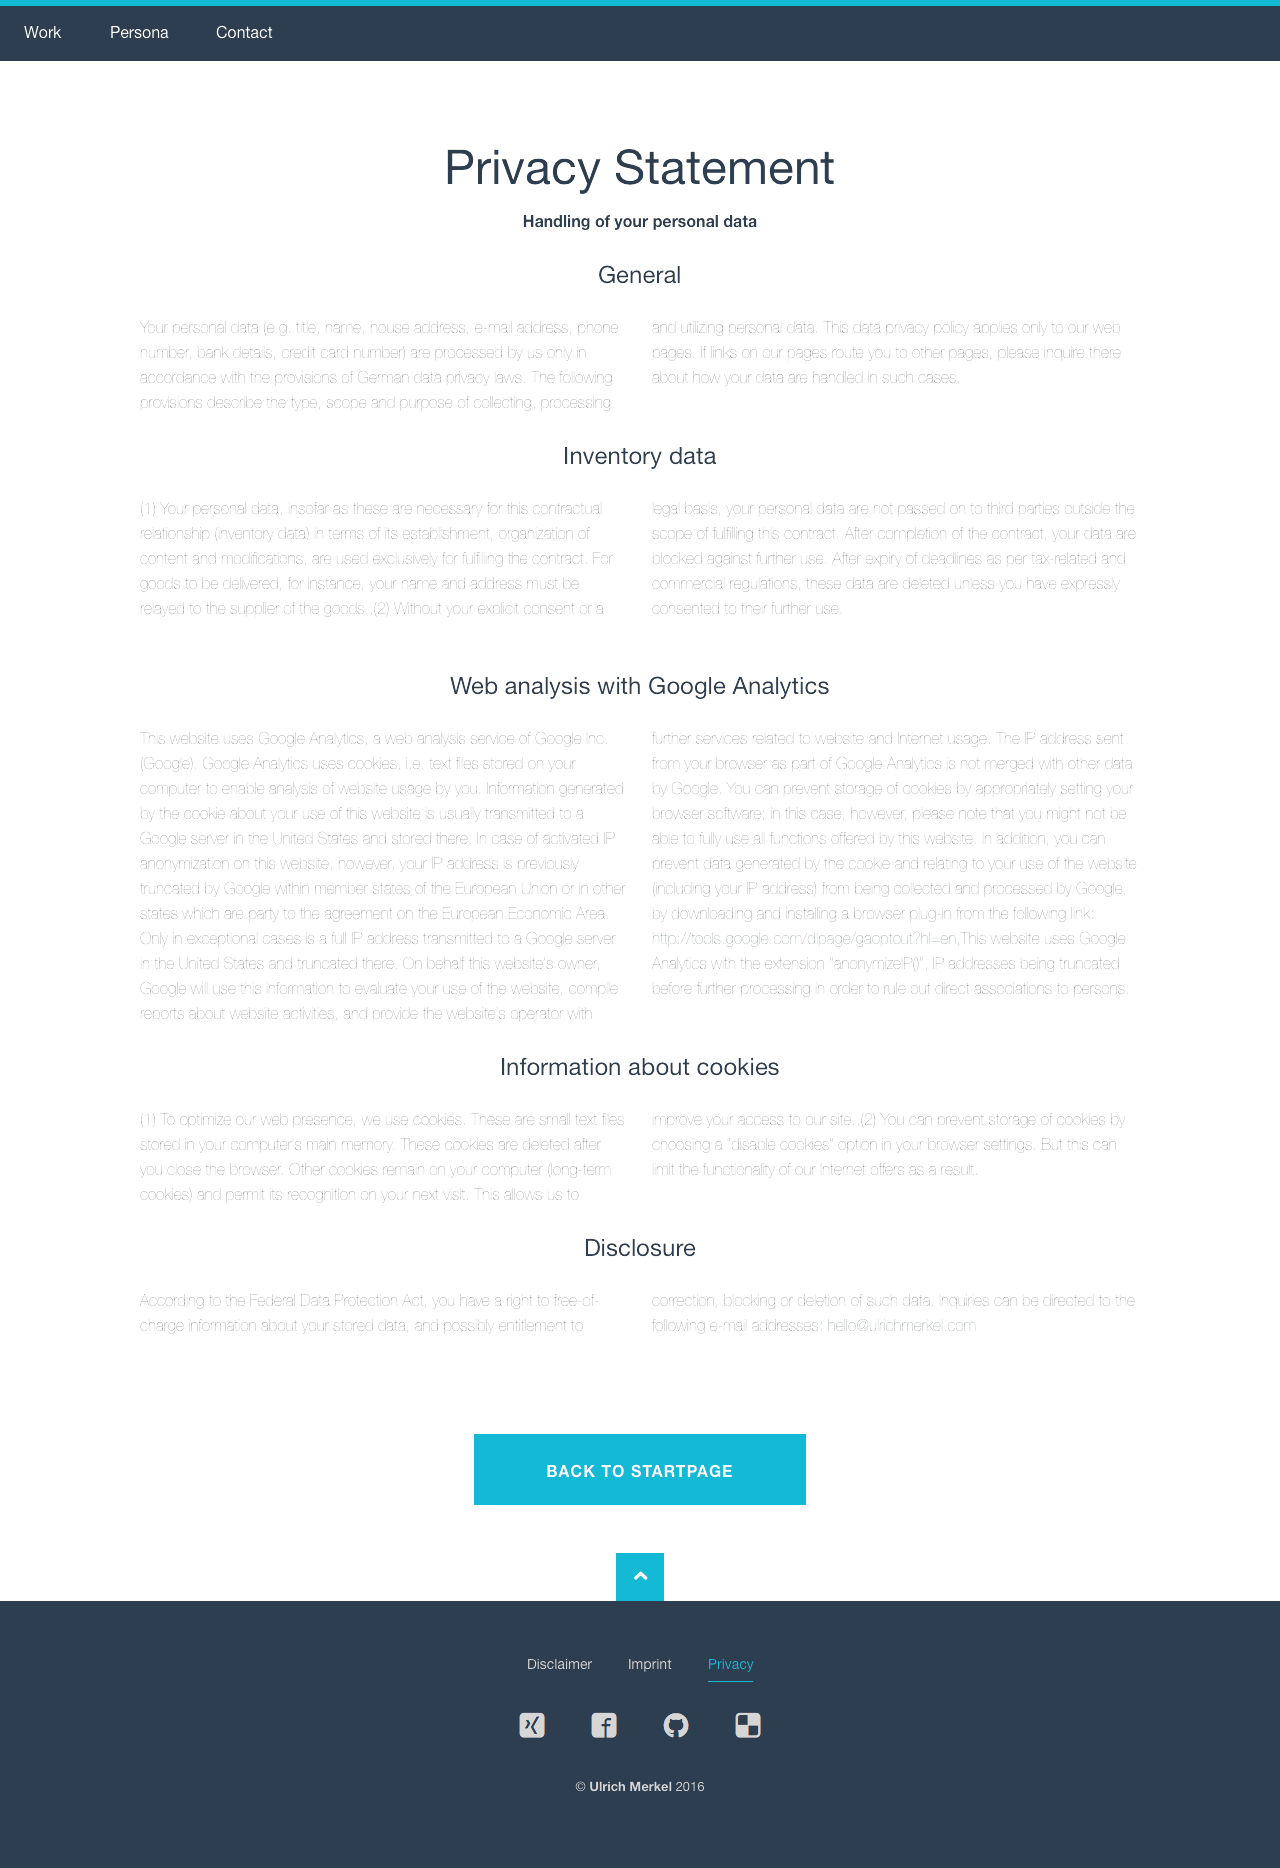 Work
Persona
Contact
Privacy Statement
Handling of your personal data
General
Your personal data (e.g. title, name, house address, e-mail address, phone
number, bank details, credit card number) are processed by us only in
accordance with the provisions of German data privacy laws. The following
provisions describe the type, scope and purpose of collecting, processing
and utilizing personal data. This data privacy policy applies only to our web
pages. If links on our pages route you to other pages, please inquire there
about how your data are handled in such cases.
Inventory data
(1) Your personal data, insofar as these are necessary for this contractual
relationship (inventory data) in terms of its establishment, organization of
content and modifications, are used exclusively for fulfilling the contract. For
goods to be delivered, for instance, your name and address must be
relayed to the supplier of the goods.,(2) Without your explicit consent or a
legal basis, your personal data are not passed on to third parties outside the
scope of fulfilling this contract. After completion of the contract, your data are
blocked against further use. After expiry of deadlines as per tax-related and
commercial regulations, these data are deleted unless you have expressly
consented to their further use.
Web analysis with Google Analytics
This website uses Google Analytics, a web analysis service of Google Inc.
(Google). Google Analytics uses cookies, i.e. text files stored on your
computer to enable analysis of website usage by you. Information generated
by the cookie about your use of this website is usually transmitted to a
Google server in the United States and stored there. In case of activated IP
anonymization on this website, however, your IP address is previously
truncated by Google within member states of the European Union or in other
states which are party to the agreement on the European Economic Area.
Only in exceptional cases is a full IP address transmitted to a Google server
in the United States and truncated there. On behalf this website's owner,
Google will use this information to evaluate your use of the website, compile
reports about website activities, and provide the website's operator with
further services related to website and Internet usage. The IP address sent
from your browser as part of Google Analytics is not merged with other data
by Google. You can prevent storage of cookies by appropriately setting your
browser software; in this case, however, please note that you might not be
able to fully use all functions offered by this website. In addition, you can
prevent data generated by the cookie and relating to your use of the website
(including your IP address) from being collected and processed by Google,
by downloading and installing a browser plug-in from the following link:
http://tools.google.com/dlpage/gaoptout?hl=en,This website uses Google
Analytics with the extension "anonymizeIP()", IP addresses being truncated
before further processing in order to rule out direct associations to persons.
Information about cookies
(1) To optimize our web presence, we use cookies. These are small text files
stored in your computer's main memory. These cookies are deleted after
you close the browser. Other cookies remain on your computer (long-term
cookies) and permit its recognition on your next visit. This allows us to
improve your access to our site.,(2) You can prevent storage of cookies by
choosing a "disable cookies" option in your browser settings. But this can
limit the functionality of our Internet offers as a result.
Disclosure
According to the Federal Data Protection Act, you have a right to free-of-
charge information about your stored data, and possibly entitlement to
correction, blocking or deletion of such data. Inquiries can be directed to the
following e-mail addresses: hello@ulrichmerkel.com
BACK TO STARTPAGE
Disclaimer
Imprint
Privacy
© Ulrich Merkel 2016